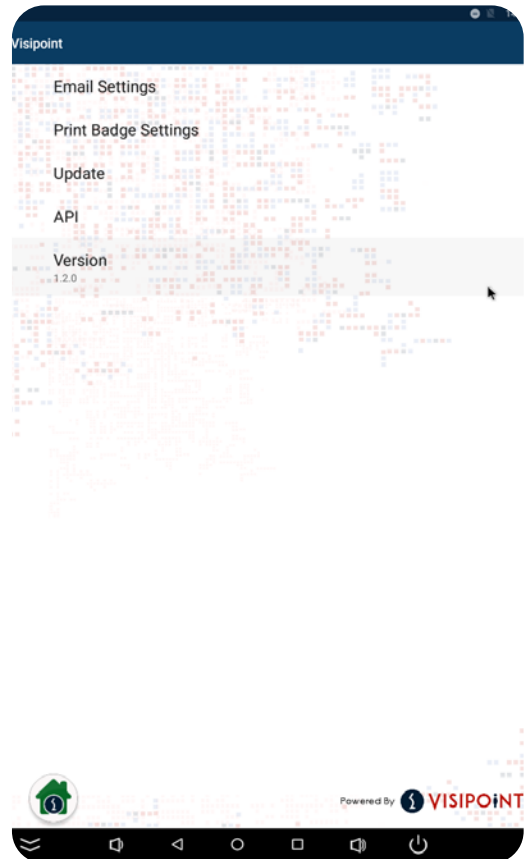 Visipoint
Email Settings
Print Badge Settings
Update
API
Version
1.2.0
Powered By VISIPOiNT